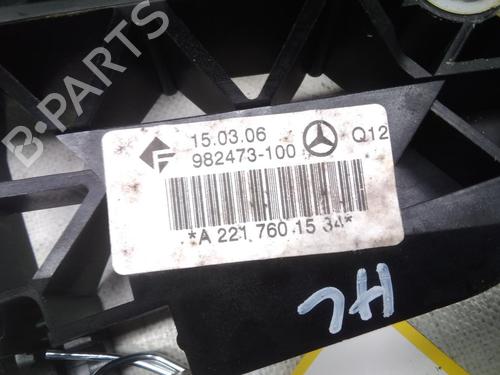 B-PARTS
15.03.06
982473-100
Q12
*A 221 760 15 34*
HL